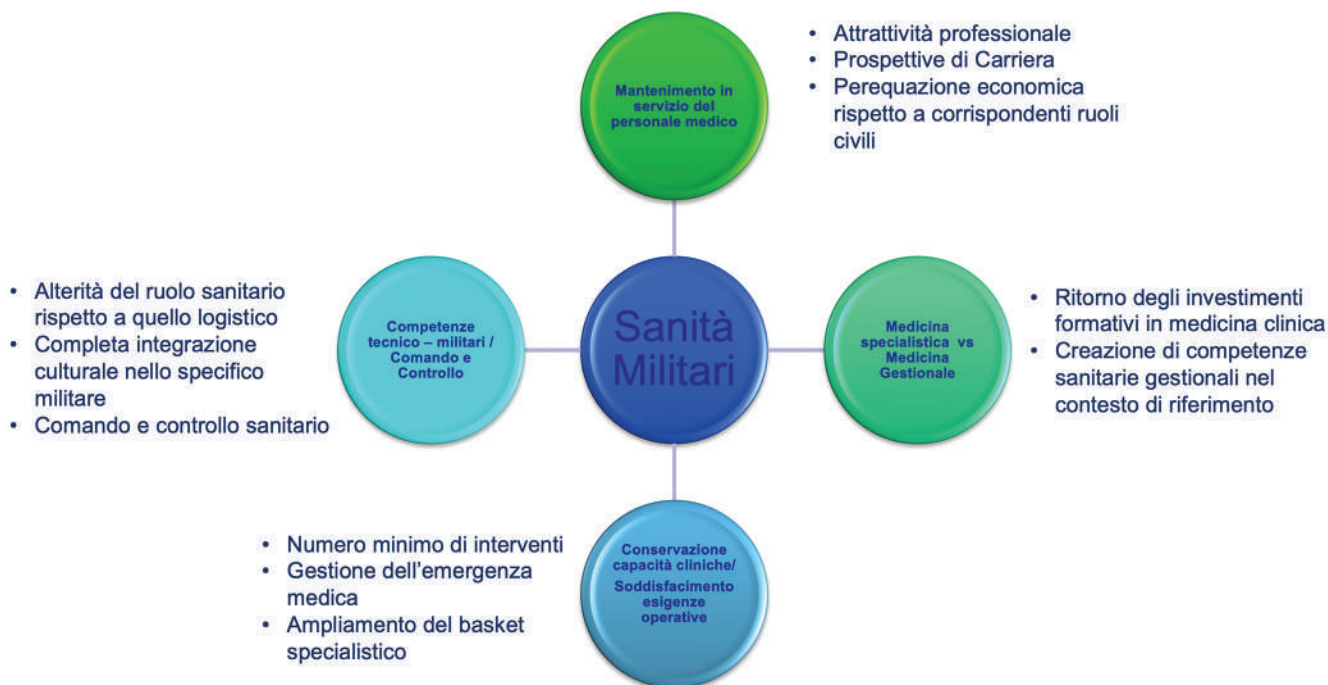 Mantenimento in
servizio del
personale medico
• Attrattività professionale
• Prospettive di Carriera
• Perequazione economica
rispetto a corrispondenti ruoli
civili
• Alterità del ruolo sanitario
rispetto a quello logistico
• Completa integrazione
culturale nello specifico
militare
• Comando e controllo sanitario
Competenze
tecnico – militari /
Comando e
Controllo
Sanità
Militari
Medicina
specialistica vs
Medicina
Gestionale
• Ritorno degli investimenti
formativi in medicina clinica
• Creazione di competenze
sanitarie gestionali nel
contesto di riferimento
• Numero minimo di interventi
• Gestione dell'emergenza
medica
• Ampliamento del basket
specialistico
Conservazione
capacità cliniche/
Soddisfacimento
esigenze
operative